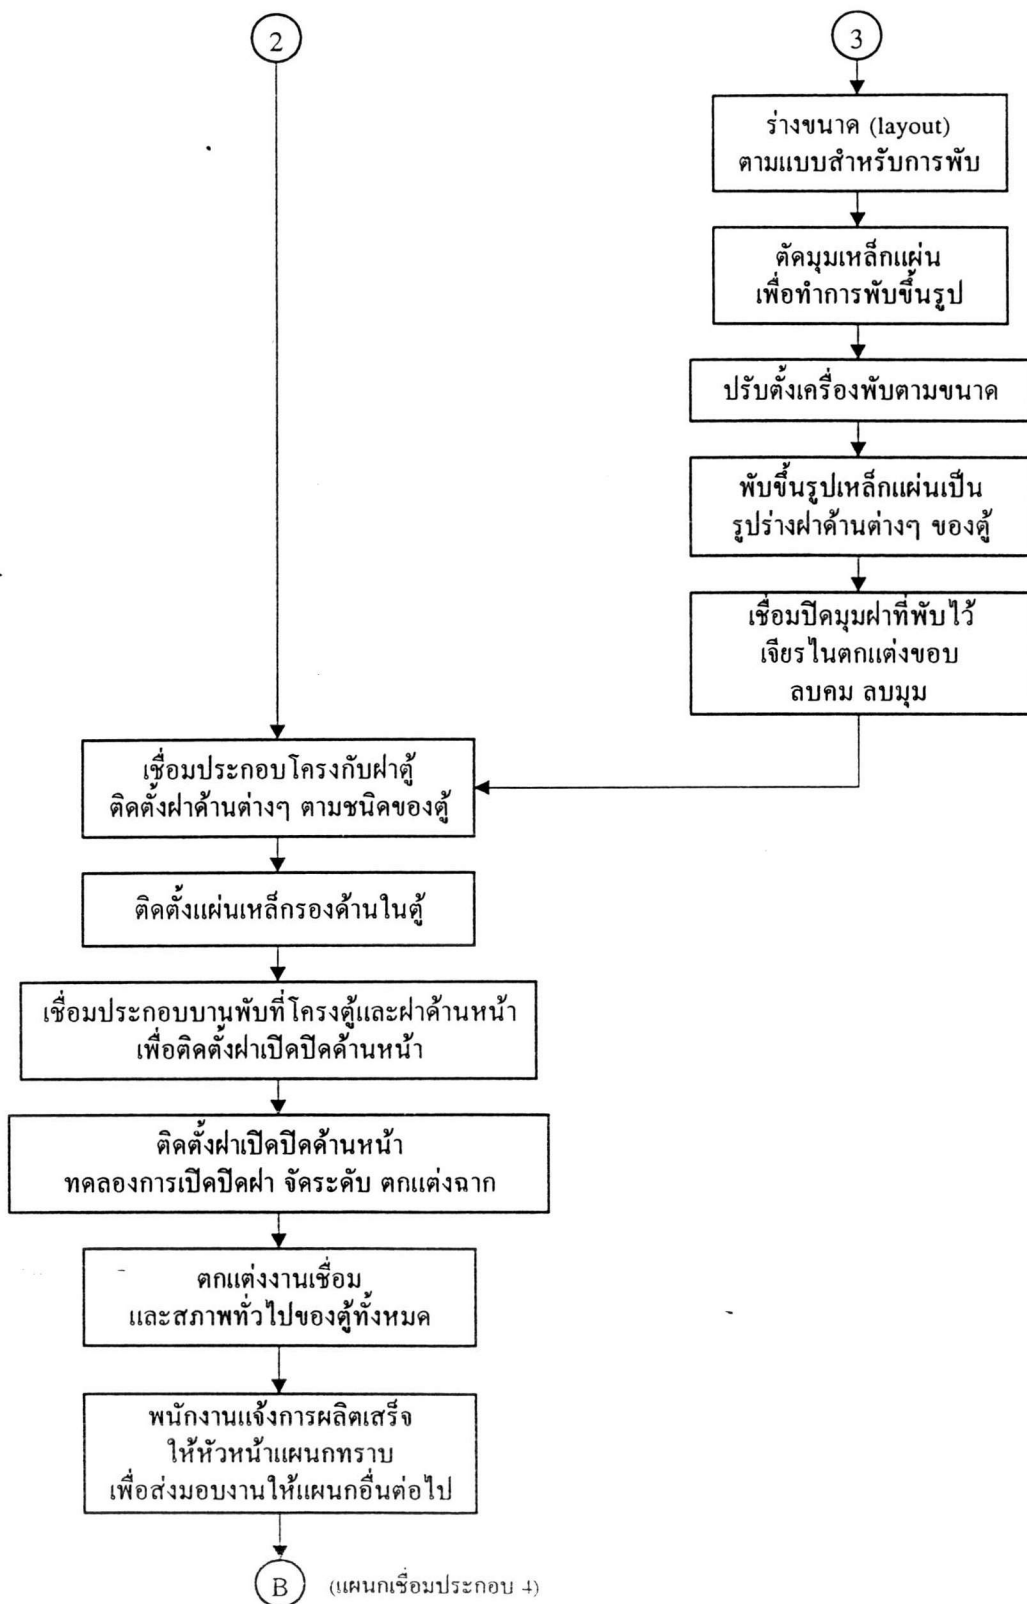 2
3
ร่างขนาด (layout)
ตามแบบสำหรับการพับ
ตัดมุมเหล็กแผ่น
เพื่อทำการพับขึ้นรูป
ปรับตั้งเครื่องพับตามขนาด
พับขึ้นรูปเหล็กแผ่นเป็น
รูปร่างฝาด้านต่างๆ ของตู้
เชื่อมปิดมุมฝาที่พับไว้
เจียรในตกแต่งขอบ
ลบคม ลบมุม
เชื่อมประกอบโครงกับฝาตู้
ติดตั้งฝาด้านต่างๆ ตามชนิดของตู้
ติดตั้งแผ่นเหล็กรองด้านในตู้
เชื่อมประกอบบานพับที่โครงตู้และฝาด้านหน้า
เพื่อติดตั้งฝาเปิดปิดด้านหน้า
ติดตั้งฝาเปิดปิดด้านหน้า
ทดลองการเปิดปิดฝา จัดระดับ ตกแต่งฉาก
ตกแต่งงานเชื่อม
และสภาพทั่วไปของตู้ทั้งหมด
พนักงานแจ้งการผลิตเสร็จ
ให้หัวหน้าแผนกทราบ
เพื่อส่งมอบงานให้แผนกอื่นต่อไป
B (แผนกเชื่อมประกอบ 4)